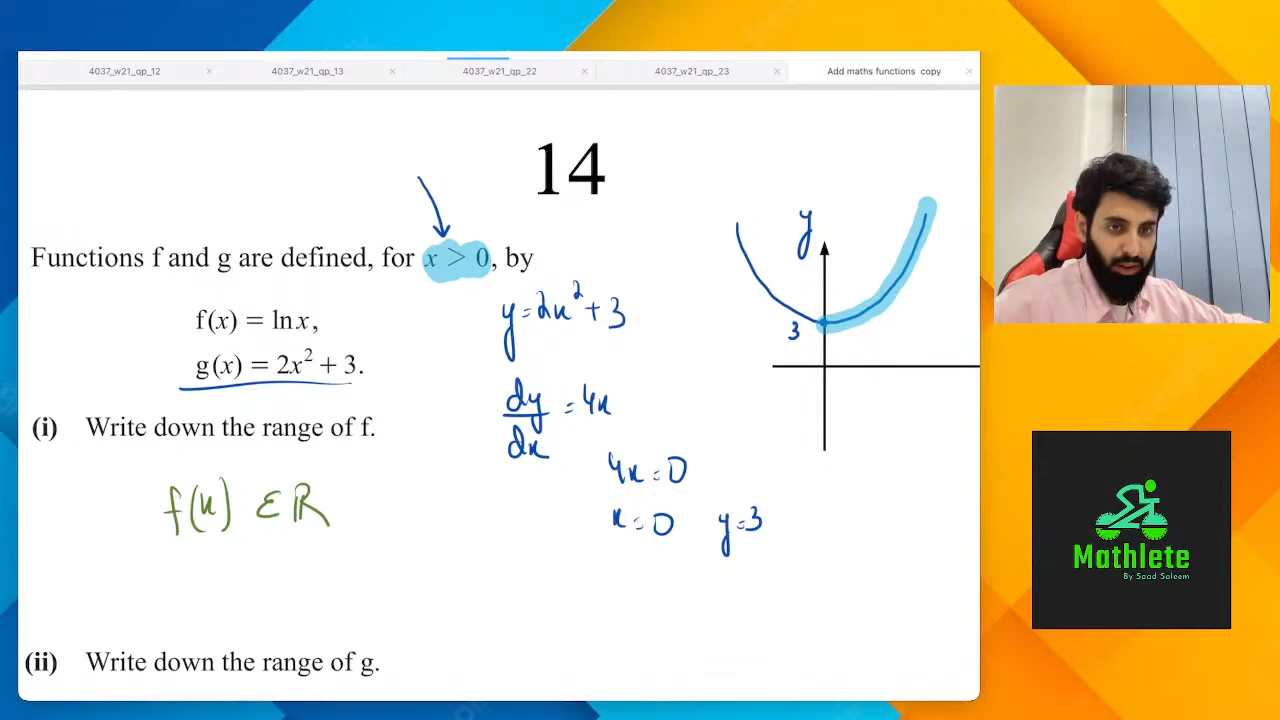 4037_w21_qp_12 × 4037_w21_qp_13 × 4037_w21_qp_22 × 4037_w21_qp_23 × Add maths functions copy ×
14
Functions f and g are defined, for x > 0, by
f(x) = ln x,
g(x) = 2x² + 3.
y = 2x² + 3
dy/dx = 4x
4x = 0
x = 0 y = 3
y
3
(i) Write down the range of f.
f(x) ∈ ℝ
(ii) Write down the range of g.
Mathlete
By Saad Saleem